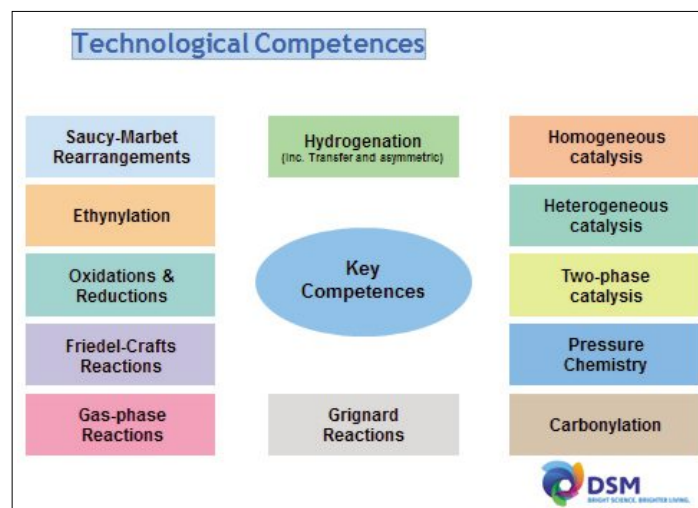 Technological Competences
Saucy-Marbet
Rearrangements
Hydrogenation
(inc. Transfer and asymmetric)
Homogeneous
catalysis
Ethynylation
Heterogeneous
catalysis
Key
Competences
Oxidations &
Reductions
Two-phase
catalysis
Friedel-Crafts
Reactions
Pressure
Chemistry
Gas-phase
Reactions
Grignard
Reactions
Carbonylation
DSM
BRIGHT SCIENCE. BRIGHTER LIVING.